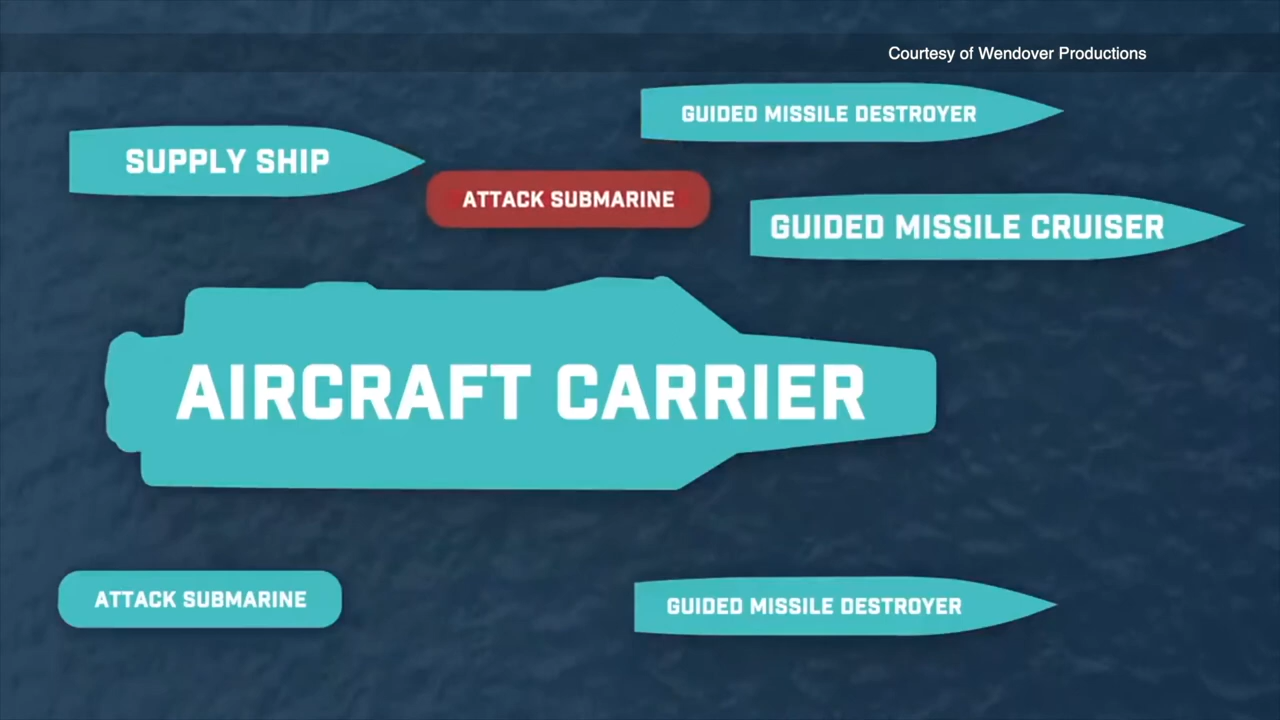 Courtesy of Wendover Productions
GUIDED MISSILE DESTROYER
SUPPLY SHIP
ATTACK SUBMARINE
GUIDED MISSILE CRUISER
AIRCRAFT CARRIER
ATTACK SUBMARINE
GUIDED MISSILE DESTROYER